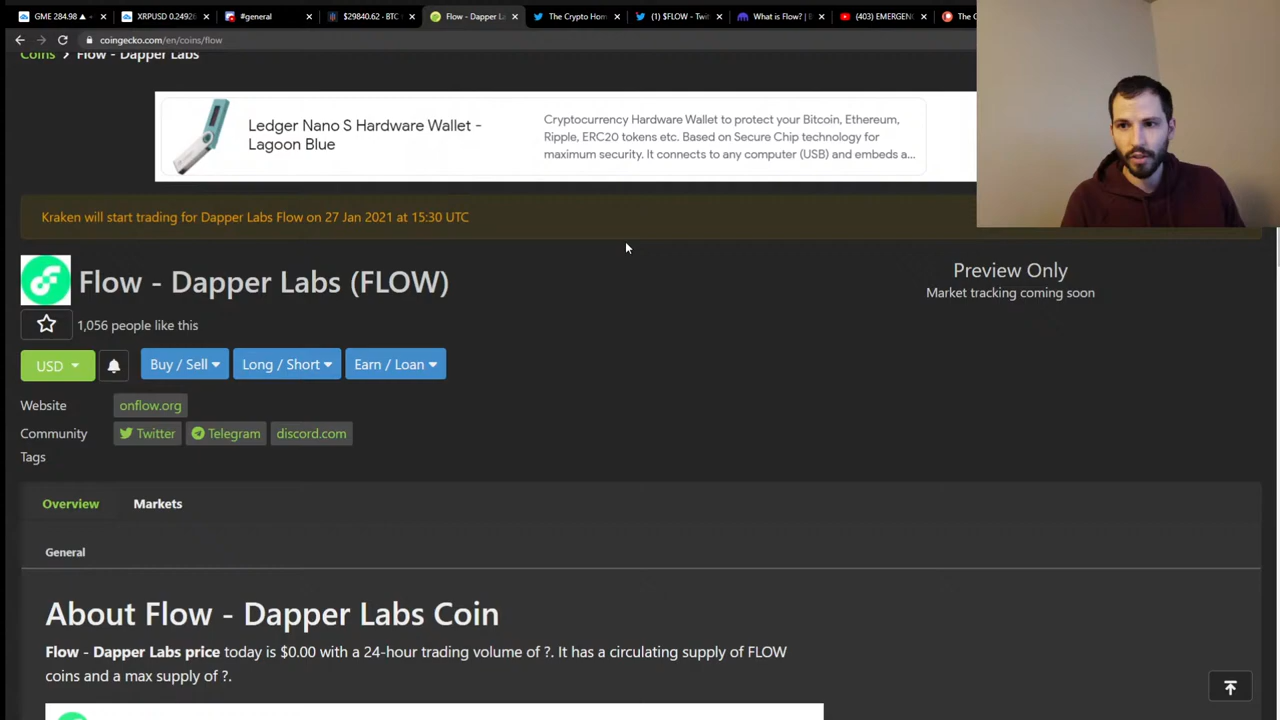 GME 284.98 ▲
XRPUSD 0.24926
#general
$29840.62 - BTC
Flow - Dapper La
The Crypto Hom
(1) $FLOW - Twi
What is Flow? |
(403) EMERGEN
The C
coingecko.com/en/coins/flow
Coins > Flow - Dapper Labs
Ledger Nano S Hardware Wallet -
Lagoon Blue
Cryptocurrency Hardware Wallet to protect your Bitcoin, Ethereum,
Ripple, ERC20 tokens etc. Based on Secure Chip technology for
maximum security. It connects to any computer (USB) and embeds a...
Kraken will start trading for Dapper Labs Flow on 27 Jan 2021 at 15:30 UTC
Flow - Dapper Labs (FLOW)
Preview Only
Market tracking coming soon
1,056 people like this
USD
Buy / Sell
Long / Short
Earn / Loan
Website onflow.org
Community Twitter Telegram discord.com
Tags
Overview Markets
General
About Flow - Dapper Labs Coin
Flow - Dapper Labs price today is $0.00 with a 24-hour trading volume of ?. It has a circulating supply of FLOW
coins and a max supply of ?.